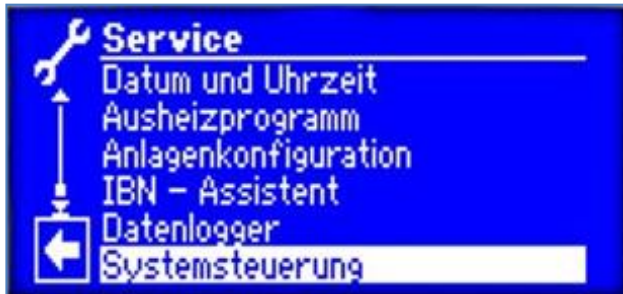 Service
Datum und Uhrzeit
Ausheizprogramm
Anlagenkonfiguration
IBN - Assistent
Datenlogger
Systemsteuerung